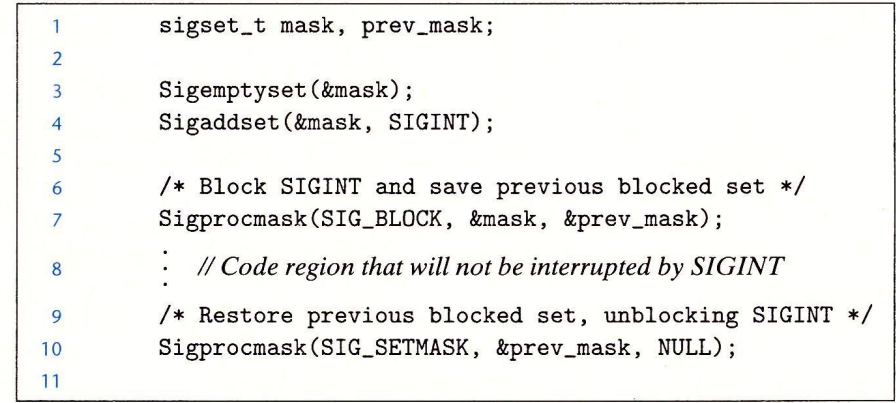 1 sigset_t mask, prev_mask;
2
3 Sigemptyset(&mask);
4 Sigaddset(&mask, SIGINT);
5
6 /* Block SIGINT and save previous blocked set */
7 Sigprocmask(SIG_BLOCK, &mask, &prev_mask);
8 ⋮ // Code region that will not be interrupted by SIGINT
9 /* Restore previous blocked set, unblocking SIGINT */
10 Sigprocmask(SIG_SETMASK, &prev_mask, NULL);
11